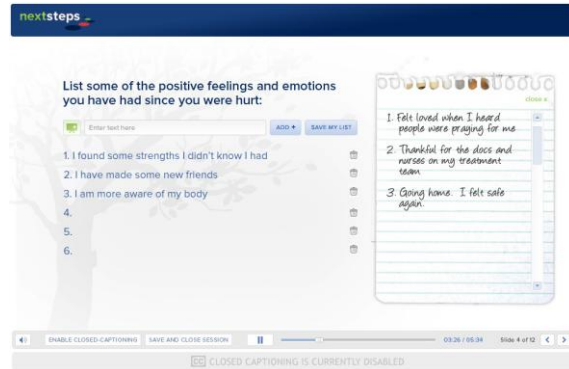 nextsteps
List some of the positive feelings and emotions
you have had since you were hurt:
Enter text here
ADD +
SAVE MY LIST
1. I found some strengths I didn't know I had
2. I have made some new friends
3. I am more aware of my body
4.
5.
6.
close x
1. Felt loved when I heard
people were praying for me
2. Thankful for the docs and
nurses on my treatment
team
3. Going home. I felt safe
again.
ENABLE CLOSED-CAPTIONING
SAVE AND CLOSE SESSION
03:26 / 05:34
Slide 4 of 12
CC CLOSED CAPTIONING IS CURRENTLY DISABLED